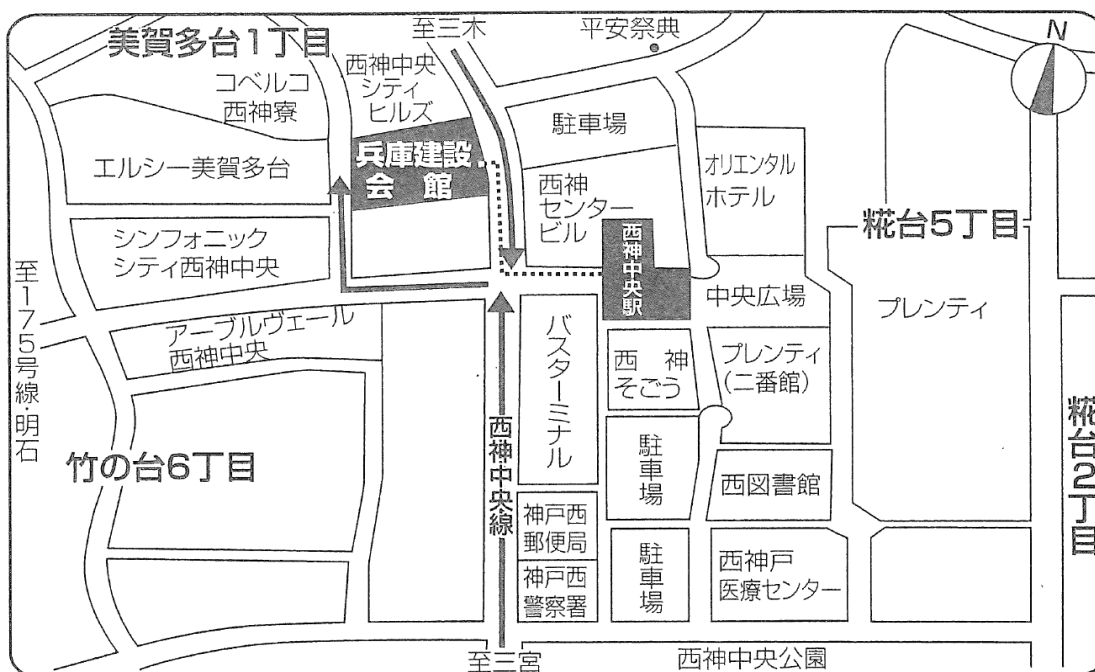 美賀多台1丁目
至三木
平安祭典
N
コベルコ
西神寮
西神中央
シティ
ヒルズ
駐車場
エルシー美賀多台
兵庫建設
会館
西神
センター
ビル
オリエンタル
ホテル
糀台5丁目
シンフォニック
シティ西神中央
西神中央駅
中央広場
プレンティ
至175号線・明石
アーブルヴェール
西神中央
バスターミナル
西神
そごう
プレンティ
(二番館)
糀台2丁目
竹の台6丁目
西神中央線
駐車場
西図書館
神戸西
郵便局
神戸西
警察署
駐車場
西神戸
医療センター
至三宮
西神中央公園